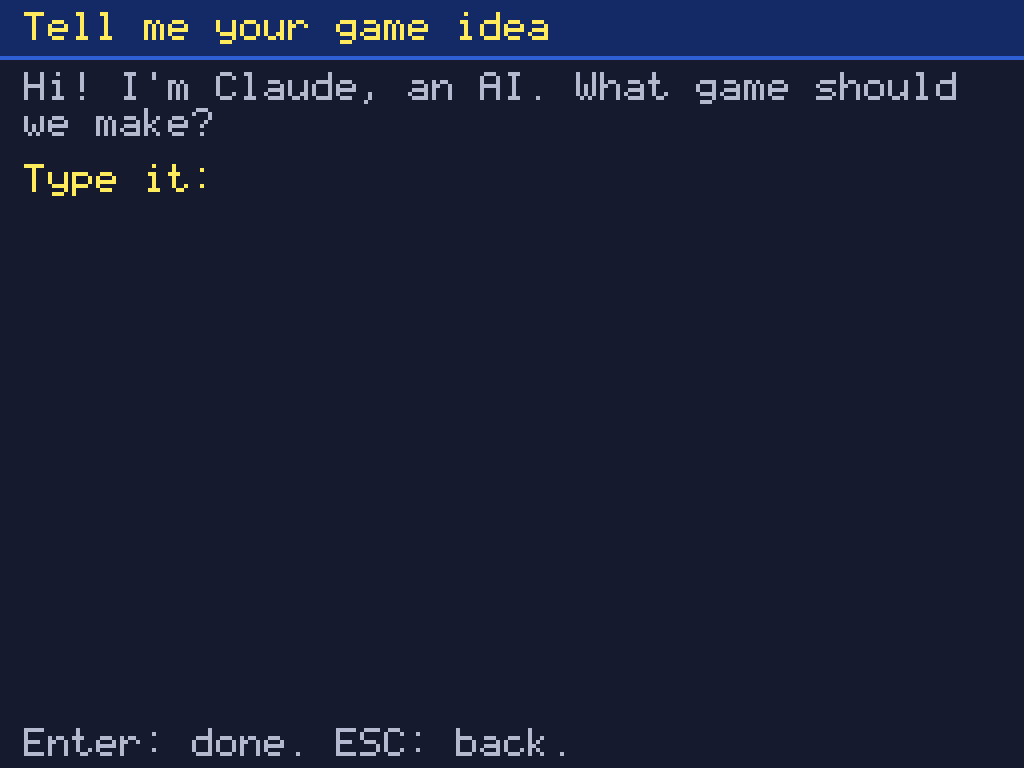 Tell me your game idea
Hi! I'm Claude, an AI. What game should
we make?
Type it:
Enter: done. ESC: back.